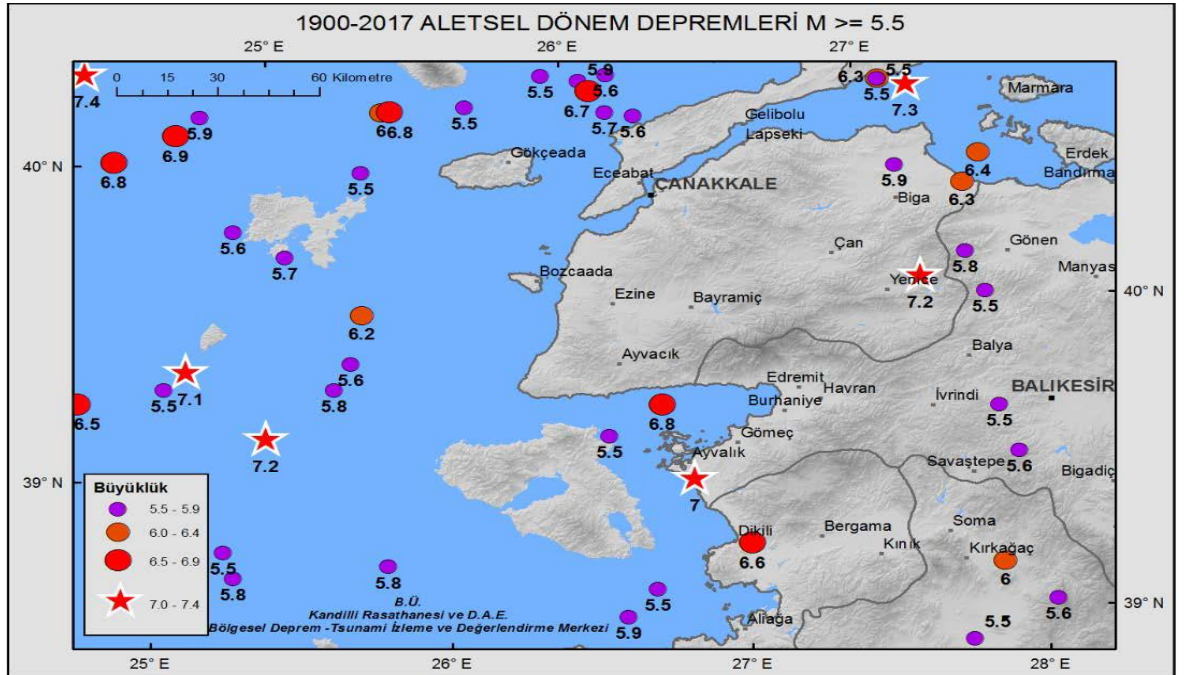 1900-2017 ALETSEL DÖNEM DEPREMLERİ M >= 5.5
25° E
26° E
27° E
0 15 30 60 Kilometre
7.4
5.9
6.9
6.8
66.8
5.5
5.5
5.9
5.6
6.7
5.7
5.6
6.3
5.5
5.5
7.3
Marmara
Gelibolu
Lapseki
Gökçeada
Eceabat
ÇANAKKALE
Erdek
Bandırma
6.4
6.3
5.9
Biga
40° N
5.5
5.6
5.7
Bozcaada
Çan
Gönen
5.8
Manyas
Yenice
7.2
5.5
40° N
Ezine
Bayramiç
6.2
Ayvacık
Balya
5.6
5.8
7.1
5.5
6.5
Edremit
Havran
Burhaniye
İvrindi
BALIKESİR
5.5
6.8
Gömeç
5.5
7.2
Ayvalık
7
5.6
Savaştepe
Bigadiç
39° N
Büyüklük
5.5 - 5.9
6.0 - 6.4
6.5 - 6.9
7.0 - 7.4
5.5
5.8
5.8
Dikili
6.6
Bergama
Kınık
Soma
Kırkağaç
6
5.6
5.5
39° N
5.5
5.9
Aliağa
B.Ü.
Kandilli Rasathanesi ve D.A.E.
Bölgesel Deprem -Tsunami İzleme ve Değerlendirme Merkezi
25° E
26° E
27° E
28° E